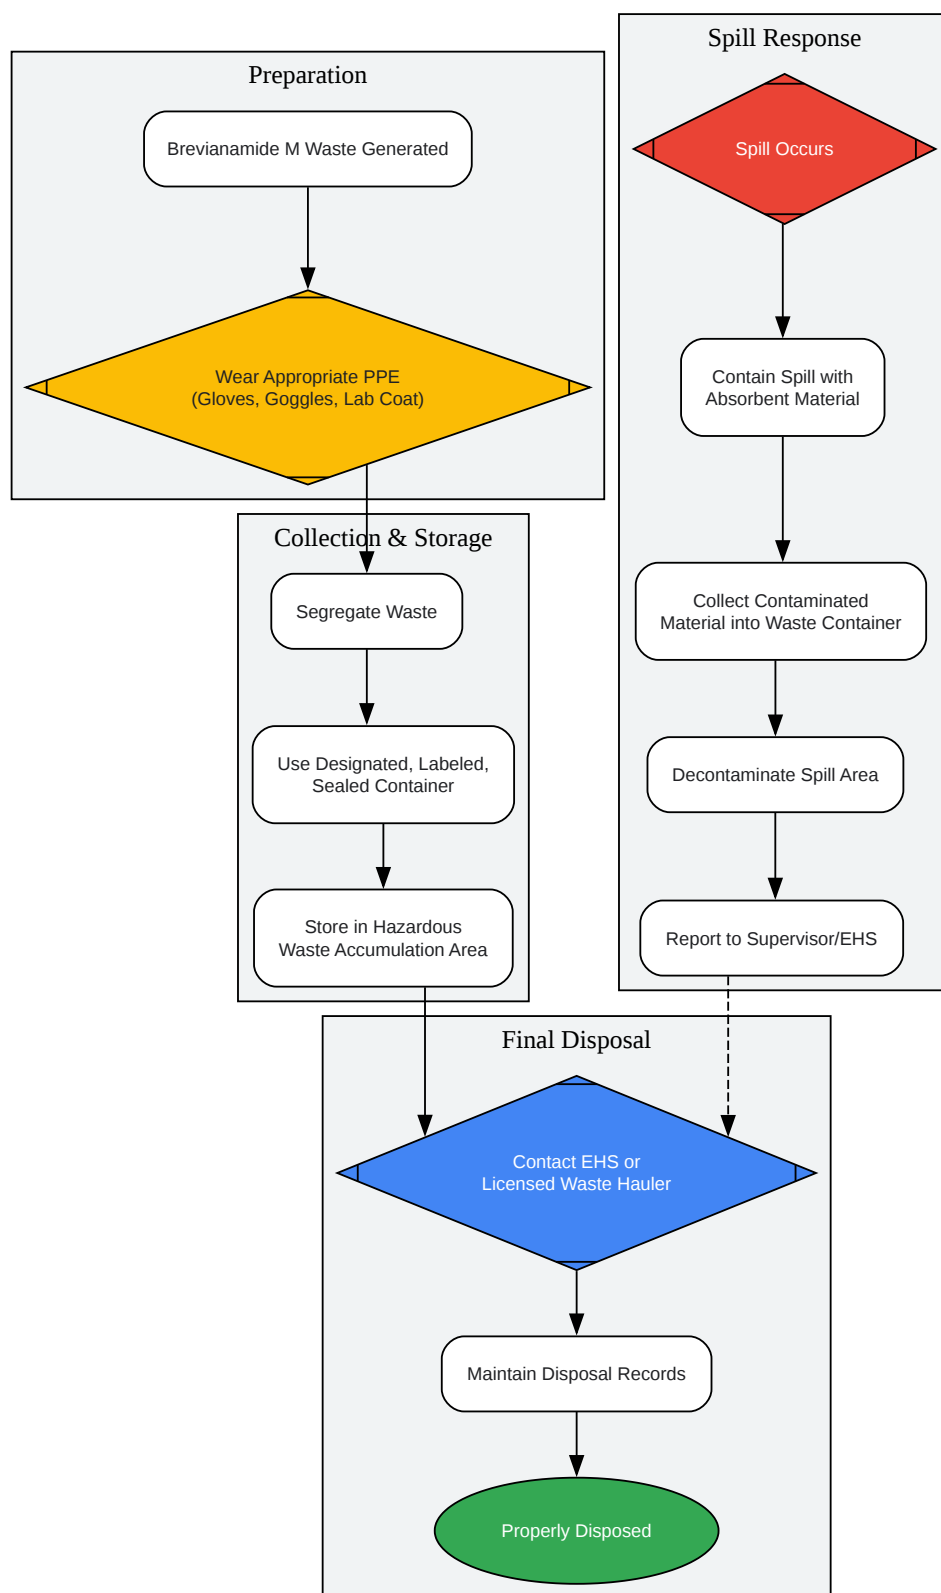 Preparation
Brevianamide M Waste Generated
Wear Appropriate PPE
(Gloves, Goggles, Lab Coat)
Collection & Storage
Segregate Waste
Use Designated, Labeled,
Sealed Container
Store in Hazardous
Waste Accumulation Area
Spill Response
Spill Occurs
Contain Spill with
Absorbent Material
Collect Contaminated
Material into Waste Container
Decontaminate Spill Area
Report to Supervisor/EHS
Final Disposal
Contact EHS or
Licensed Waste Hauler
Maintain Disposal Records
Properly Disposed